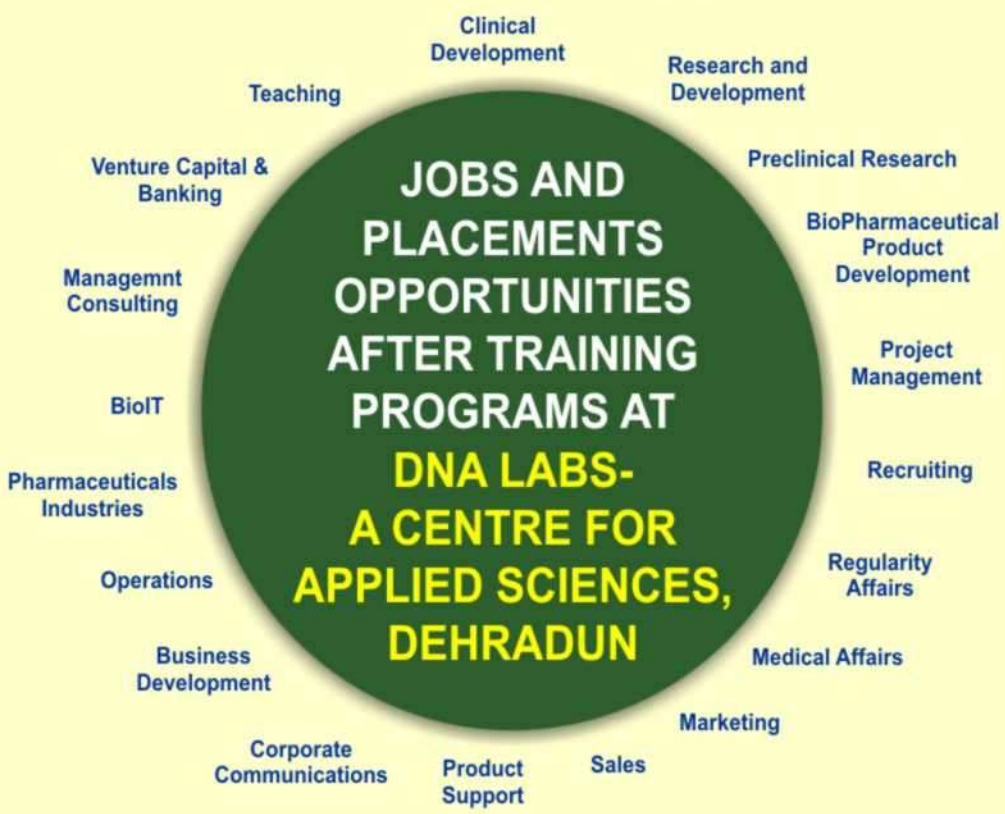 JOBS AND
PLACEMENTS
OPPORTUNITIES
AFTER TRAINING
PROGRAMS AT
DNA LABS-
A CENTRE FOR
APPLIED SCIENCES,
DEHRADUN
Clinical
Development
Research and
Development
Preclinical Research
BioPharmaceutical
Product
Development
Project
Management
Recruiting
Regularity
Affairs
Medical Affairs
Marketing
Sales
Product
Support
Corporate
Communications
Business
Development
Operations
Pharmaceuticals
Industries
BioIT
Managemnt
Consulting
Venture Capital &
Banking
Teaching